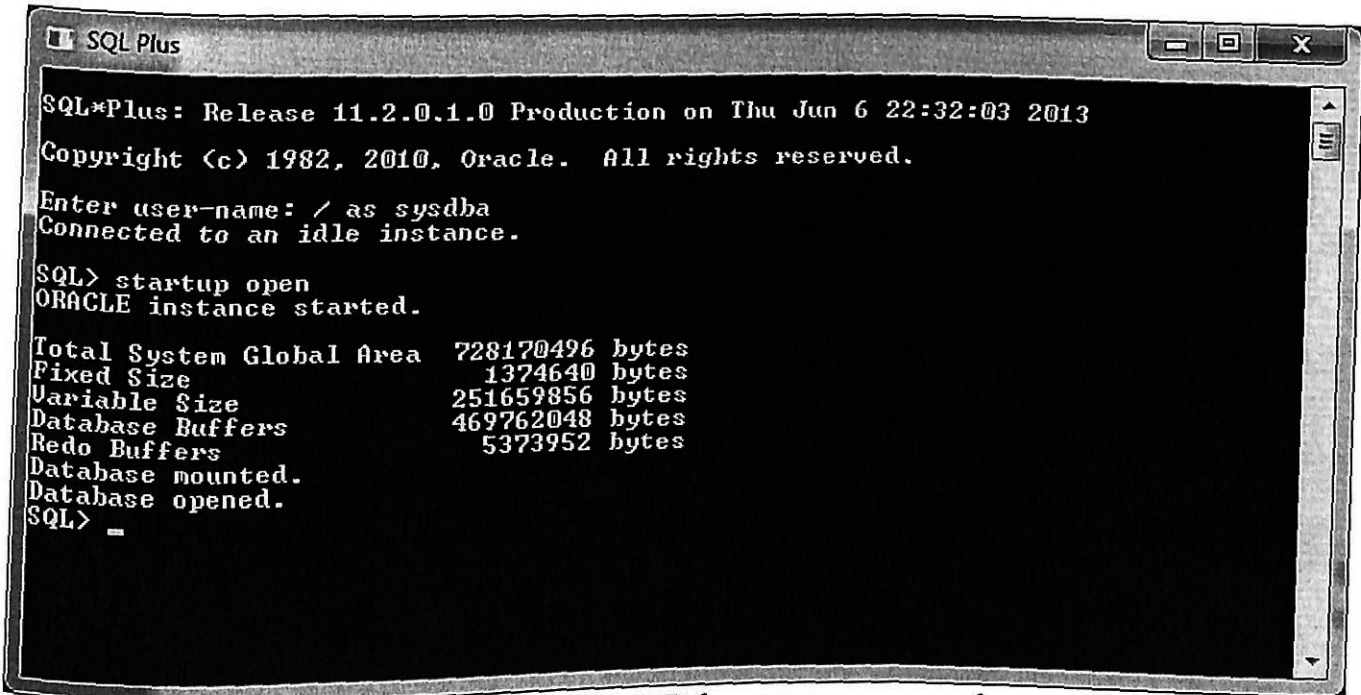 SQL Plus
SQL*Plus: Release 11.2.0.1.0 Production on Thu Jun 6 22:32:03 2013
Copyright (c) 1982, 2010, Oracle.  All rights reserved.
Enter user-name: / as sysdba
Connected to an idle instance.
SQL> startup open
ORACLE instance started.
Total System Global Area  728170496 bytes
Fixed Size                  1374640 bytes
Variable Size             251659856 bytes
Database Buffers          469762048 bytes
Redo Buffers                5373952 bytes
Database mounted.
Database opened.
SQL> _